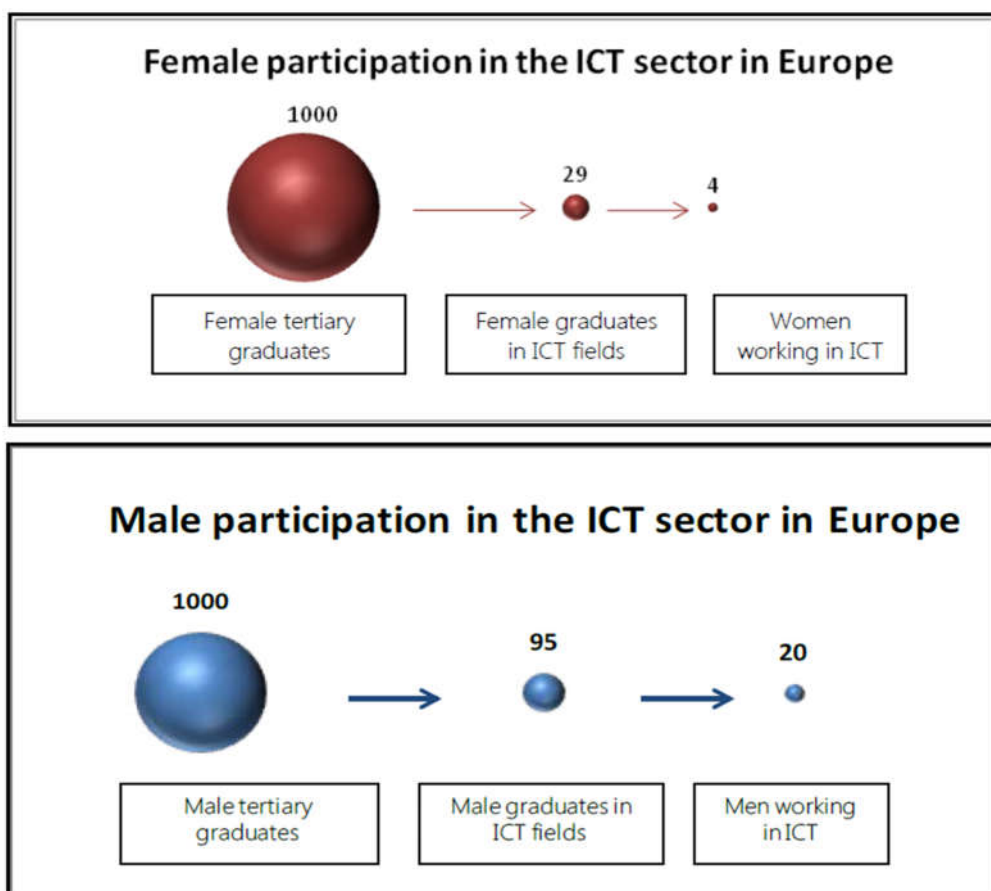 Female participation in the ICT sector in Europe
1000
29
4
Female tertiary
graduates
Female graduates
in ICT fields
Women
working in ICT
Male participation in the ICT sector in Europe
1000
95
20
Male tertiary
graduates
Male graduates in
ICT fields
Men working
in ICT